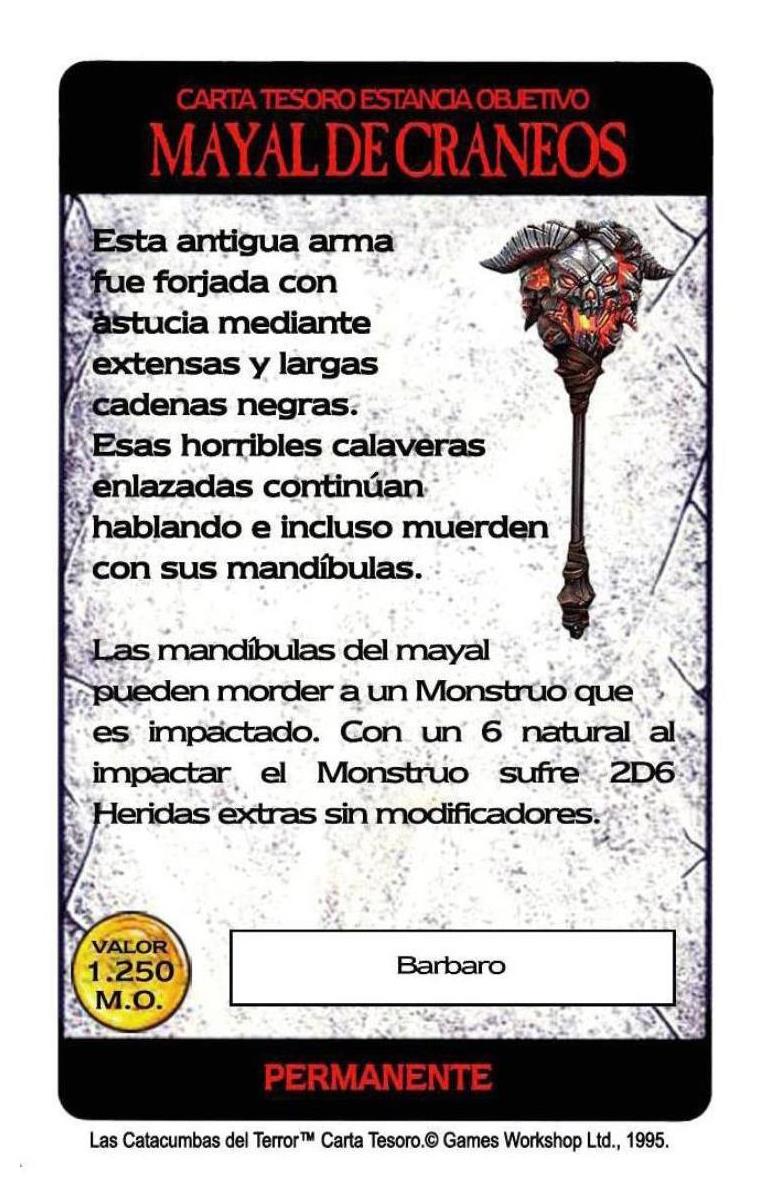 CARTA TESORO ESTANCIA OBJETIVO
MAYAL DE CRANEOS
Esta antigua arma
fue forjada con
astucia mediante
extensas y largas
cadenas negras.
Esas horribles calaveras
enlazadas continúan
hablando e incluso muerden
con sus mandíbulas.
Las mandíbulas del mayal
pueden morder a un Monstruo que
es impactado. Con un 6 natural al
impactar el Monstruo sufre 2D6
Heridas extras sin modificadores.
VALOR
1.250
M.O.
Barbaro
PERMANENTE
Las Catacumbas del Terror™ Carta Tesoro.© Games Workshop Ltd., 1995.